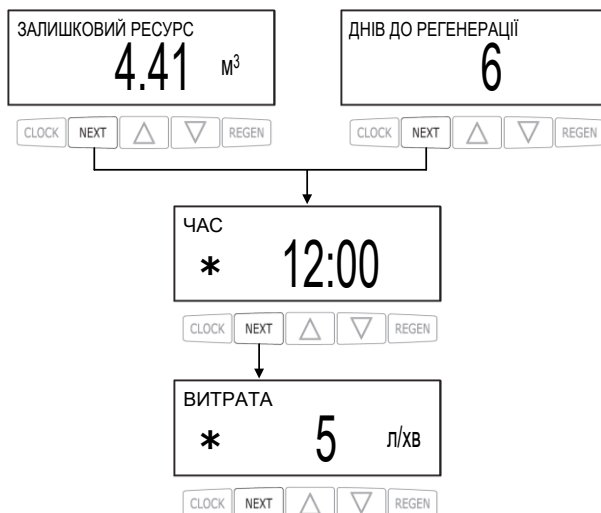 ЗАЛИШКОВИЙ РЕСУРС
4.41 м³
CLOCK NEXT △ ▽ REGEN
ДНІВ ДО РЕГЕНЕРАЦІЇ
6
CLOCK NEXT △ ▽ REGEN
ЧАС
* 12:00
CLOCK NEXT △ ▽ REGEN
ВИТРАТА
* 5 л/хв
CLOCK NEXT △ ▽ REGEN